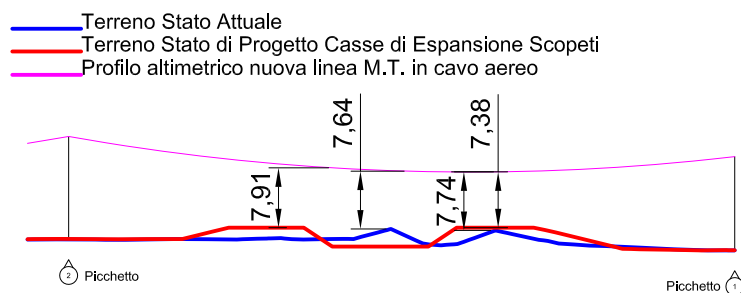 Terreno Stato Attuale
Terreno Stato di Progetto Casse di Espansione Scopeti
Profilo altimetrico nuova linea M.T. in cavo aereo
7,64
7,38
7,91
7,74
2 Picchetto
Picchetto 1